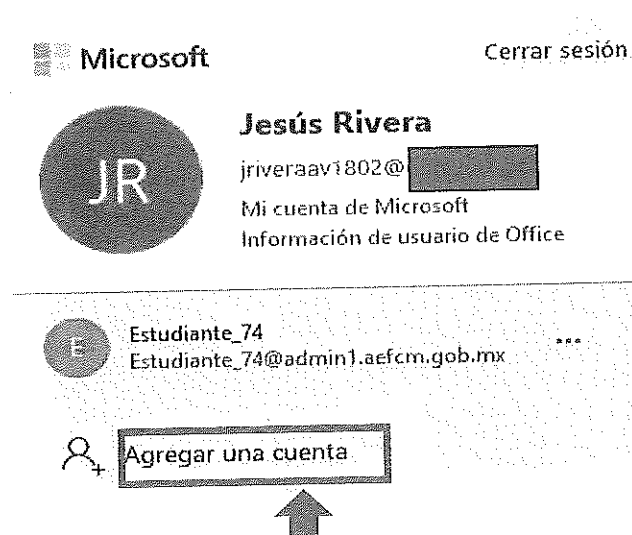 Microsoft
Cerrar sesión
JR
Jesús Rivera
jriveraav1802@
Mi cuenta de Microsoft
Información de usuario de Office
E
Estudiante_74
...
Estudiante_74@admin1.aefcm.gob.mx
Agregar una cuenta